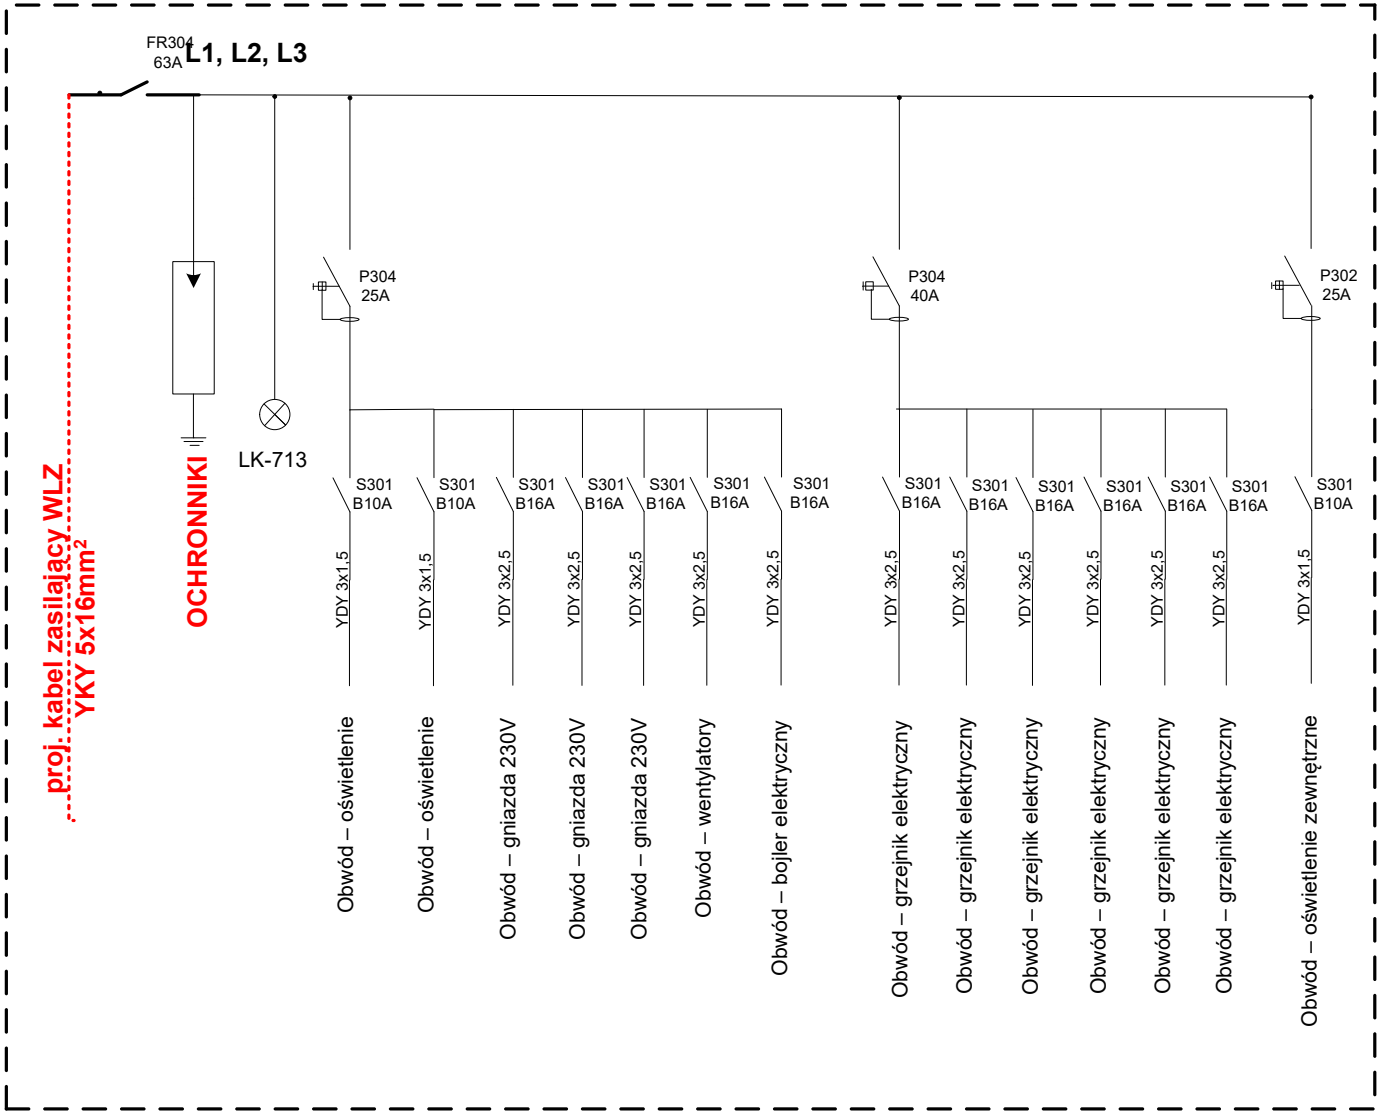 FR304
63A
L1, L2, L3
P304
25A
P304
40A
P302
25A
LK-713
proj. kabel zasilający WLZ
YKY 5x16mm²
OCHRONNIKI
S301
B10A
S301
B10A
S301
B16A
S301
B16A
S301
B16A
S301
B16A
S301
B16A
S301
B16A
S301
B16A
S301
B16A
S301
B16A
S301
B16A
S301
B16A
S301
B10A
YDY 3x1,5
YDY 3x1,5
YDY 3x2,5
YDY 3x2,5
YDY 3x2,5
YDY 3x2,5
YDY 3x2,5
YDY 3x2,5
YDY 3x2,5
YDY 3x2,5
YDY 3x2,5
YDY 3x2,5
YDY 3x2,5
YDY 3x1,5
Obwód – oświetlenie
Obwód – oświetlenie
Obwód – gniazda 230V
Obwód – gniazda 230V
Obwód – gniazda 230V
Obwód – wentylatory
Obwód – bojler elektryczny
Obwód – grzejnik elektryczny
Obwód – grzejnik elektryczny
Obwód – grzejnik elektryczny
Obwód – grzejnik elektryczny
Obwód – grzejnik elektryczny
Obwód – grzejnik elektryczny
Obwód – oświetlenie zewnętrzne